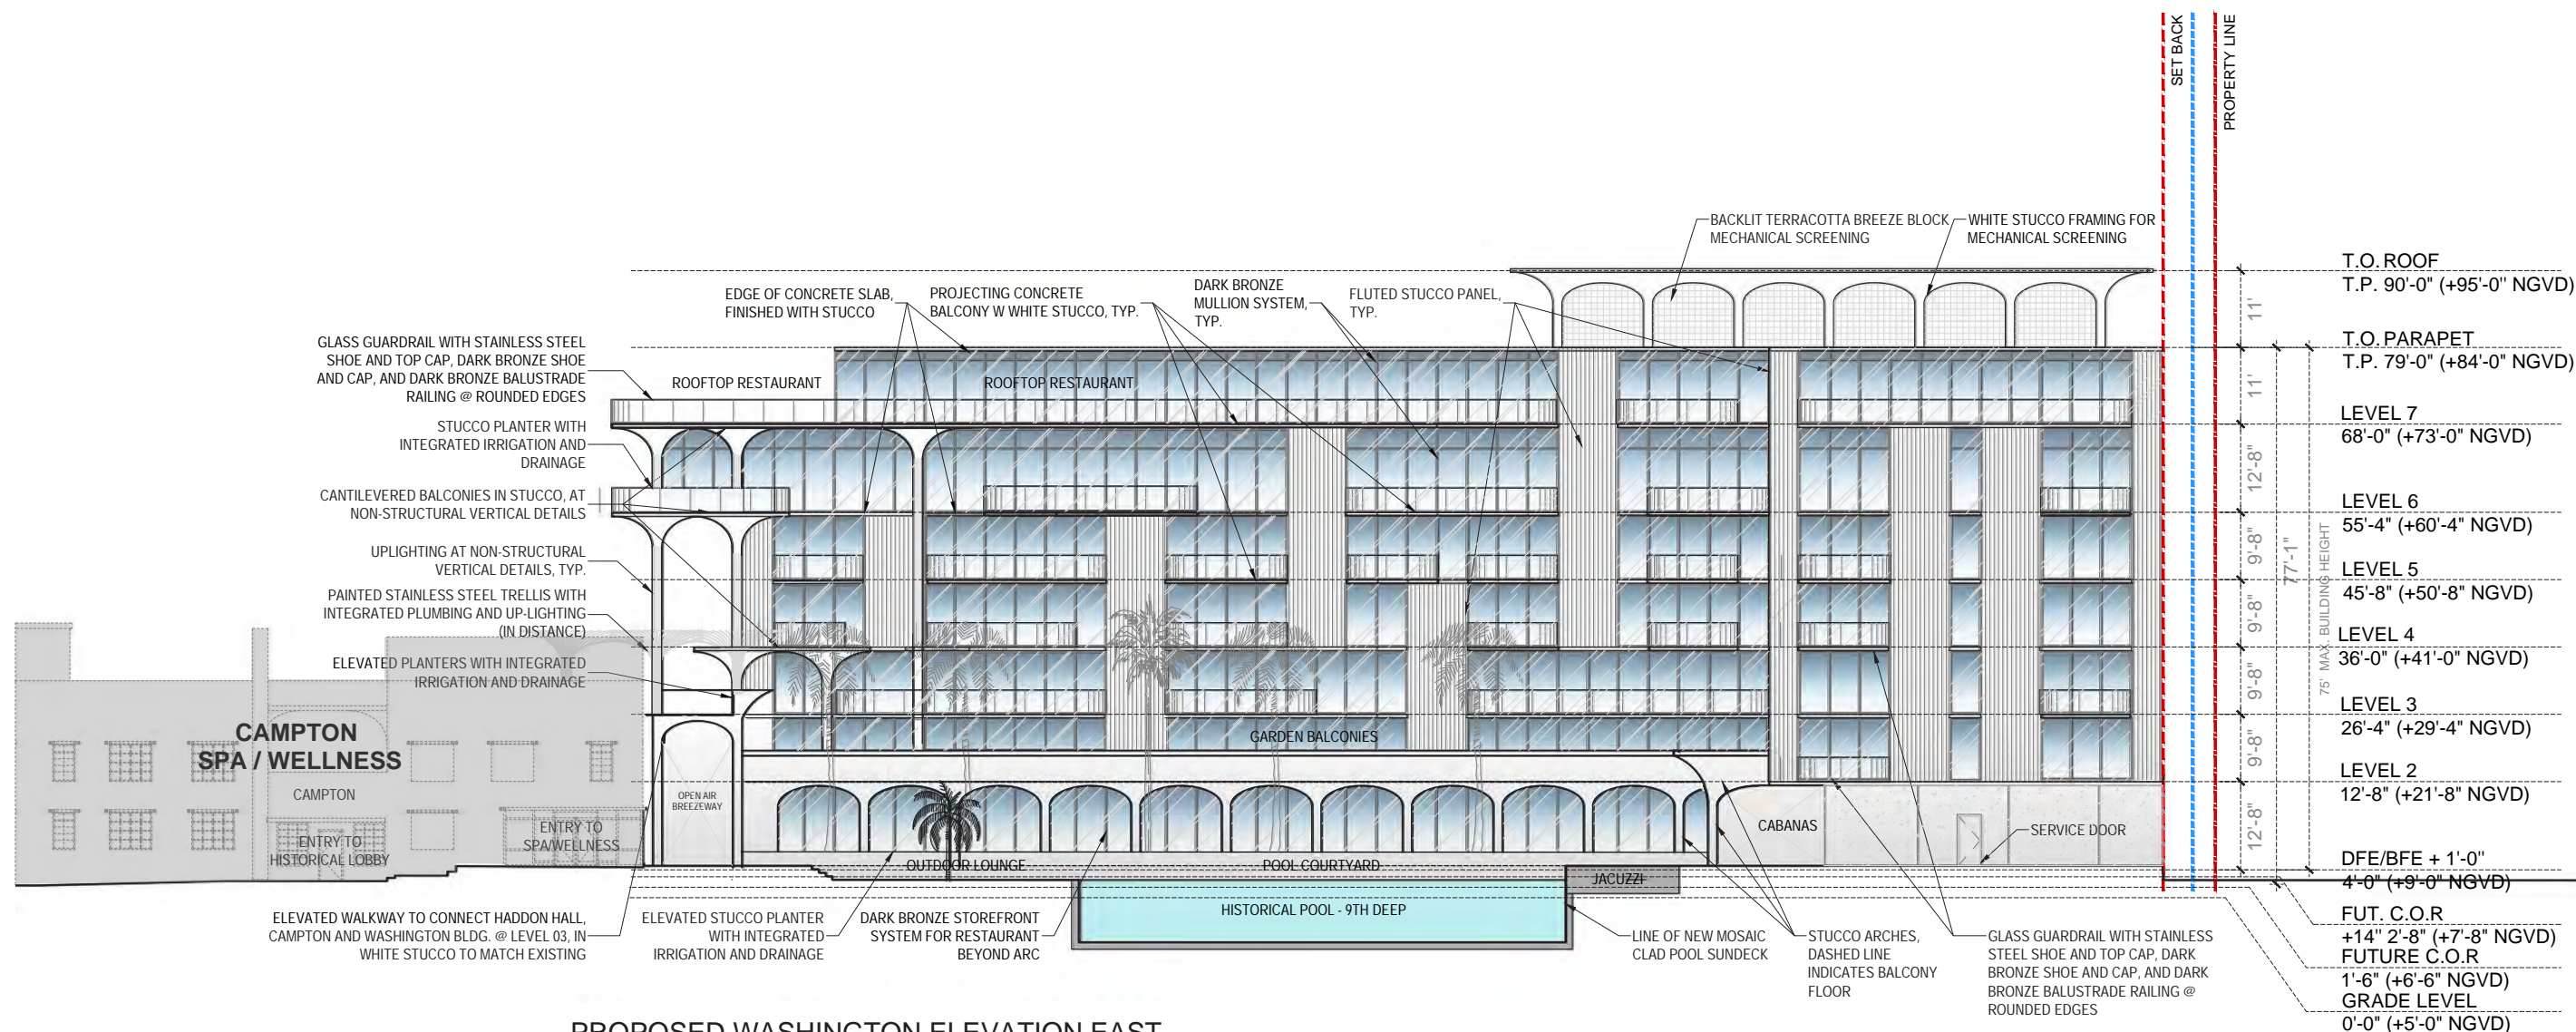 SET BACK
PROPERTY LINE
BACKLIT TERRACOTTA BREEZE BLOCK
MECHANICAL SCREENING
WHITE STUCCO FRAMING FOR
MECHANICAL SCREENING
EDGE OF CONCRETE SLAB,
FINISHED WITH STUCCO
PROJECTING CONCRETE
BALCONY W WHITE STUCCO, TYP.
DARK BRONZE
MULLION SYSTEM,
TYP.
FLUTED STUCCO PANEL,
TYP.
GLASS GUARDRAIL WITH STAINLESS STEEL
SHOE AND TOP CAP, DARK BRONZE SHOE
AND CAP, AND DARK BRONZE BALUSTRADE
RAILING @ ROUNDED EDGES
STUCCO PLANTER WITH
INTEGRATED IRRIGATION AND
DRAINAGE
CANTILEVERED BALCONIES IN STUCCO, AT
NON-STRUCTURAL VERTICAL DETAILS
UPLIGHTING AT NON-STRUCTURAL
VERTICAL DETAILS, TYP.
PAINTED STAINLESS STEEL TRELLIS WITH
INTEGRATED PLUMBING AND UP-LIGHTING
(IN DISTANCE)
ELEVATED PLANTERS WITH INTEGRATED
IRRIGATION AND DRAINAGE
ROOFTOP RESTAURANT
ROOFTOP RESTAURANT
GARDEN BALCONIES
CAMPTON
SPA / WELLNESS
CAMPTON
ENTRY TO
HISTORICAL LOBBY
ENTRY TO
SPA/WELLNESS
OPEN AIR
BREEZEWAY
OUTDOOR LOUNGE
POOL COURTYARD
CABANAS
SERVICE DOOR
JACUZZI
HISTORICAL POOL - 9TH DEEP
ELEVATED WALKWAY TO CONNECT HADDON HALL,
CAMPTON AND WASHINGTON BLDG. @ LEVEL 03, IN
WHITE STUCCO TO MATCH EXISTING
ELEVATED STUCCO PLANTER
WITH INTEGRATED
IRRIGATION AND DRAINAGE
DARK BRONZE STOREFRONT
SYSTEM FOR RESTAURANT
BEYOND ARC
LINE OF NEW MOSAIC
CLAD POOL SUNDECK
STUCCO ARCHES,
DASHED LINE
INDICATES BALCONY
FLOOR
GLASS GUARDRAIL WITH STAINLESS
STEEL SHOE AND TOP CAP, DARK
BRONZE SHOE AND CAP, AND DARK
BRONZE BALUSTRADE RAILING @
ROUNDED EDGES
11'
11'
12'-8"
9'-8"
9'-8"
9'-8"
9'-8"
12'-8"
77'-1"
75' MAX. BUILDING HEIGHT
T.O. ROOF
T.P. 90'-0" (+95'-0" NGVD)
T.O. PARAPET
T.P. 79'-0" (+84'-0" NGVD)
LEVEL 7
68'-0" (+73'-0" NGVD)
LEVEL 6
55'-4" (+60'-4" NGVD)
LEVEL 5
45'-8" (+50'-8" NGVD)
LEVEL 4
36'-0" (+41'-0" NGVD)
LEVEL 3
26'-4" (+29'-4" NGVD)
LEVEL 2
12'-8" (+21'-8" NGVD)
DFE/BFE + 1'-0"
4'-0" (+9'-0" NGVD)
FUT. C.O.R
+14" 2'-8" (+7'-8" NGVD)
FUTURE C.O.R
1'-6" (+6'-6" NGVD)
GRADE LEVEL
0'-0" (+5'-0" NGVD)
PROPOSED WASHINGTON ELEVATION EAST